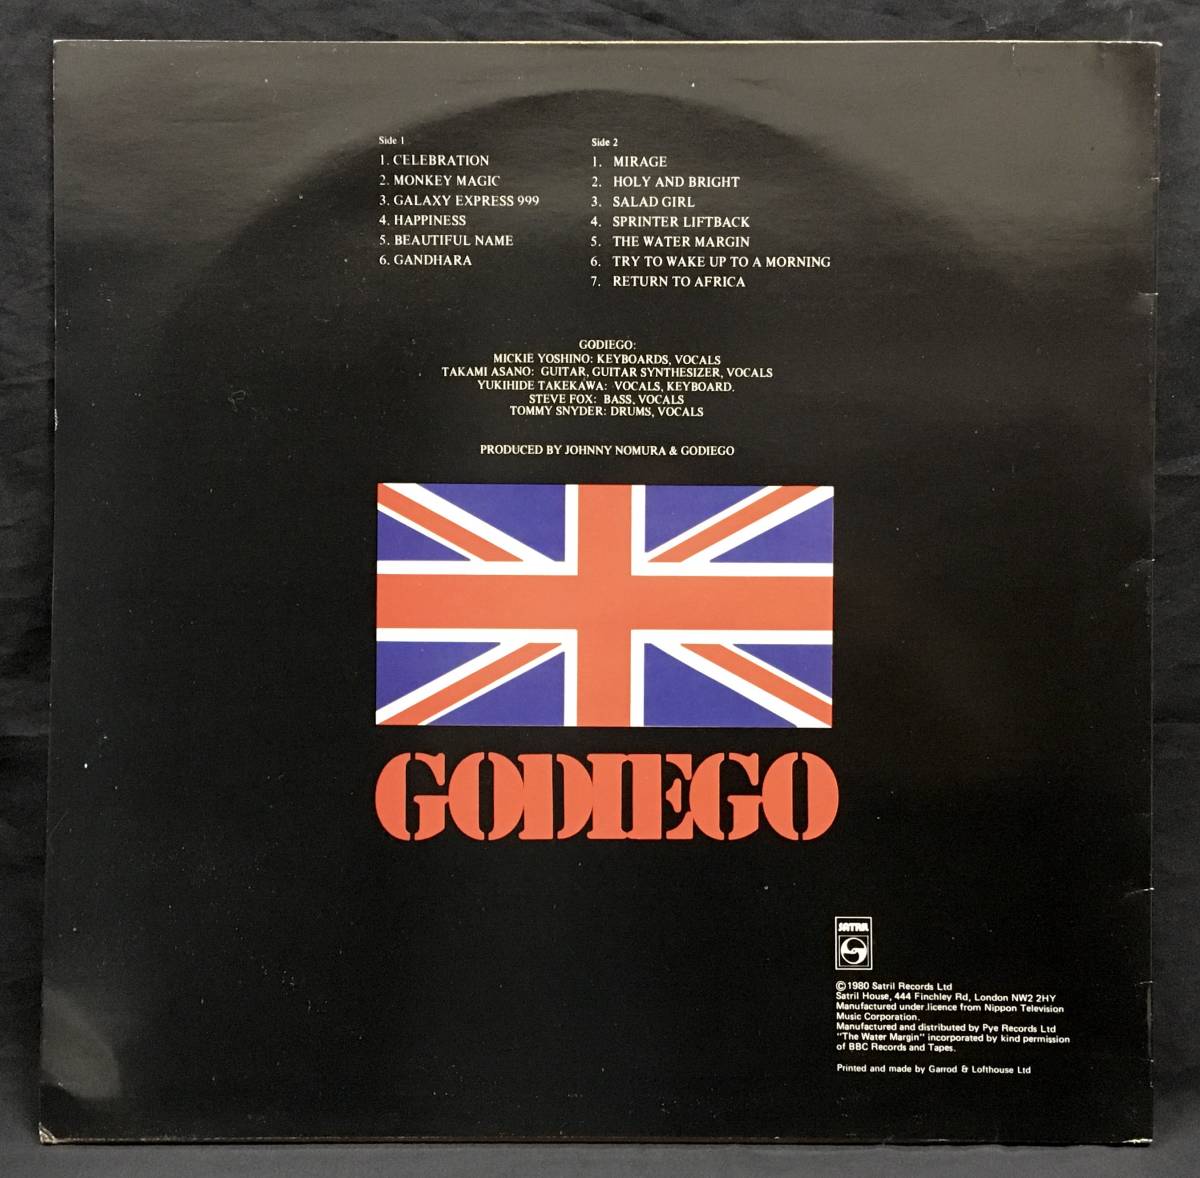 Side 1
1. CELEBRATION
2. MONKEY MAGIC
3. GALAXY EXPRESS 999
4. HAPPINESS
5. BEAUTIFUL NAME
6. GANDHARA
Side 2
1. MIRAGE
2. HOLY AND BRIGHT
3. SALAD GIRL
4. SPRINTER LIFTBACK
5. THE WATER MARGIN
6. TRY TO WAKE UP TO A MORNING
7. RETURN TO AFRICA
GODIEGO:
MICKIE YOSHINO: KEYBOARDS, VOCALS
TAKAMI ASANO: GUITAR, GUITAR SYNTHESIZER, VOCALS
YUKIHIDE TAKEKAWA: VOCALS, KEYBOARD.
STEVE FOX: BASS, VOCALS
TOMMY SNYDER: DRUMS, VOCALS
PRODUCED BY JOHNNY NOMURA & GODIEGO
GODIEGO
SATRIL
©1980 Satril Records Ltd
Satril House, 444 Finchley Rd, London NW2 2HY
Manufactured under licence from Nippon Television
Music Corporation.
Manufactured and distributed by Pye Records Ltd
"The Water Margin" incorporated by kind permission
of BBC Records and Tapes.
Printed and made by Garrod & Lofthouse Ltd